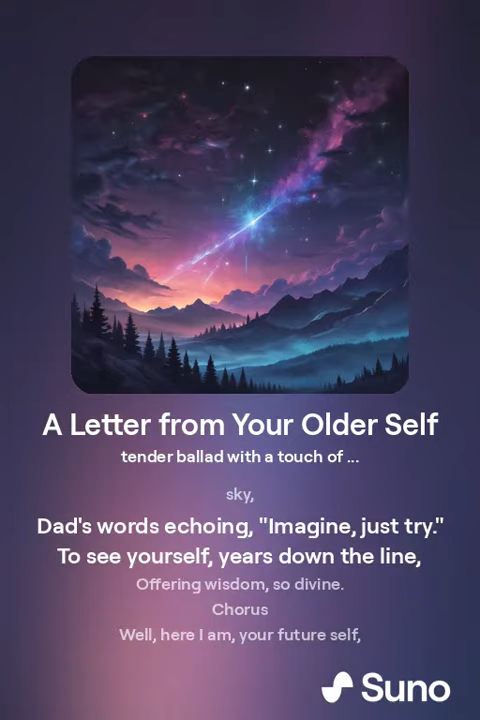 A Letter from Your Older Self
tender ballad with a touch of ...
sky,
Dad's words echoing, "Imagine, just try."
To see yourself, years down the line,
Offering wisdom, so divine.
Chorus
Well, here I am, your future self,
Suno